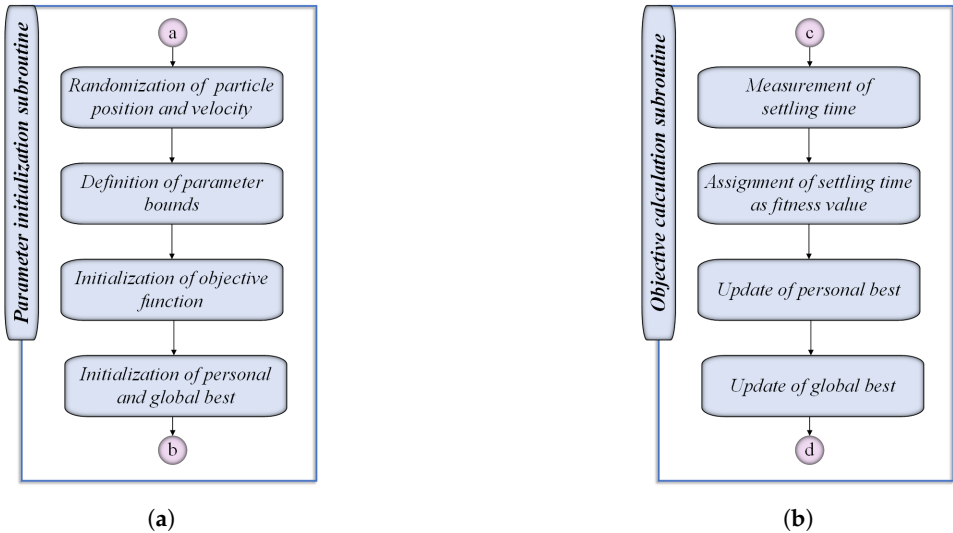 Parameter initialization subroutine
a
Randomization of particle
position and velocity
Definition of parameter
bounds
Initialization of objective
function
Initialization of personal
and global best
b
(a)
Objective calculation subroutine
c
Measurement of
settling time
Assignment of settling time
as fitness value
Update of personal best
Update of global best
d
(b)